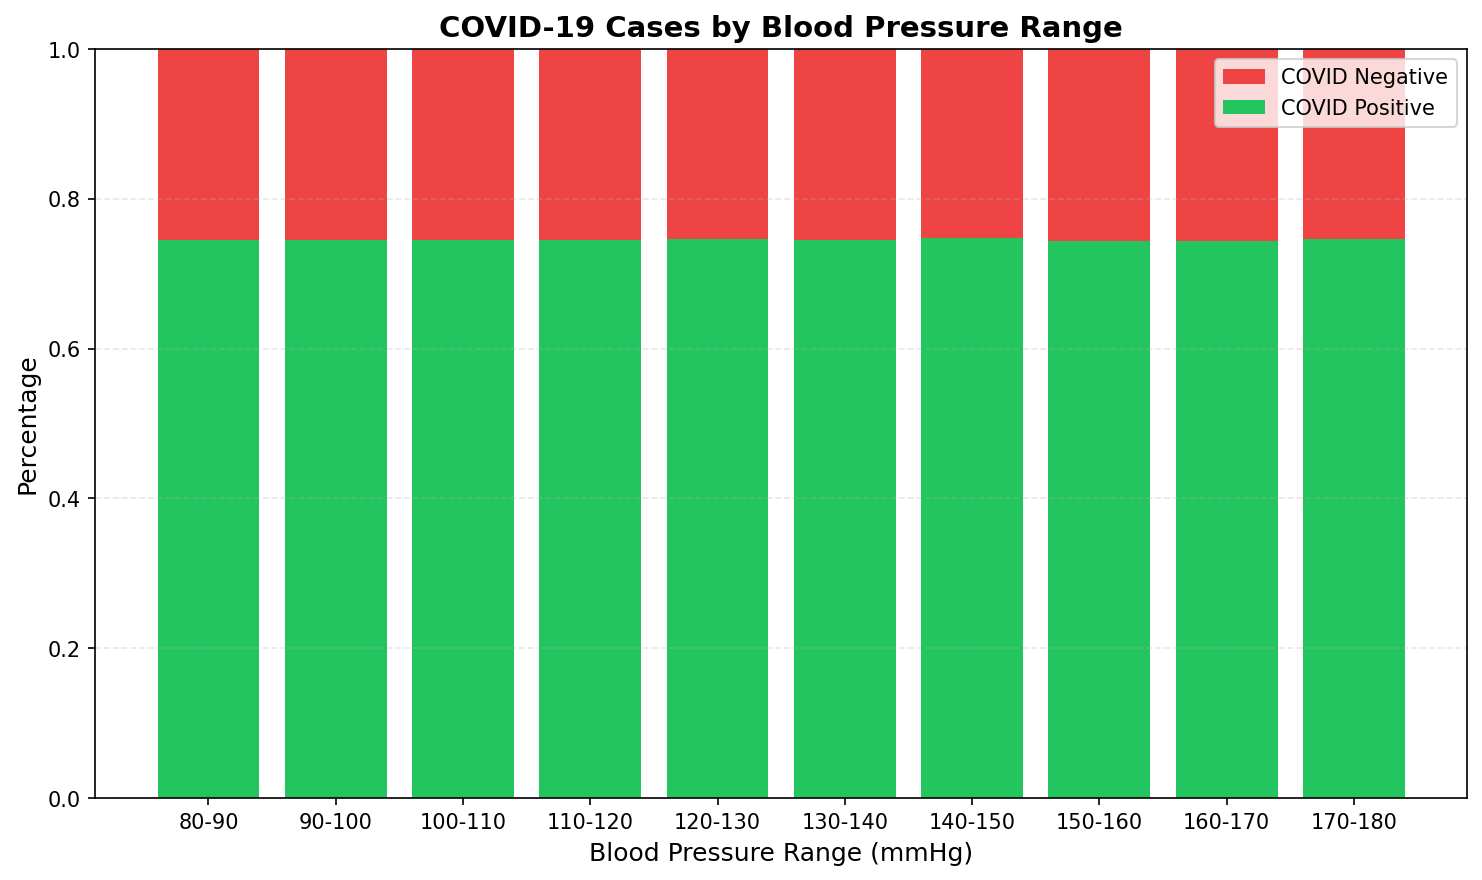 COVID-19 Cases by Blood Pressure Range
COVID Negative
COVID Positive
Percentage
1.0
0.8
0.6
0.4
0.2
0.0
80-90 90-100 100-110 110-120 120-130 130-140 140-150 150-160 160-170 170-180
Blood Pressure Range (mmHg)